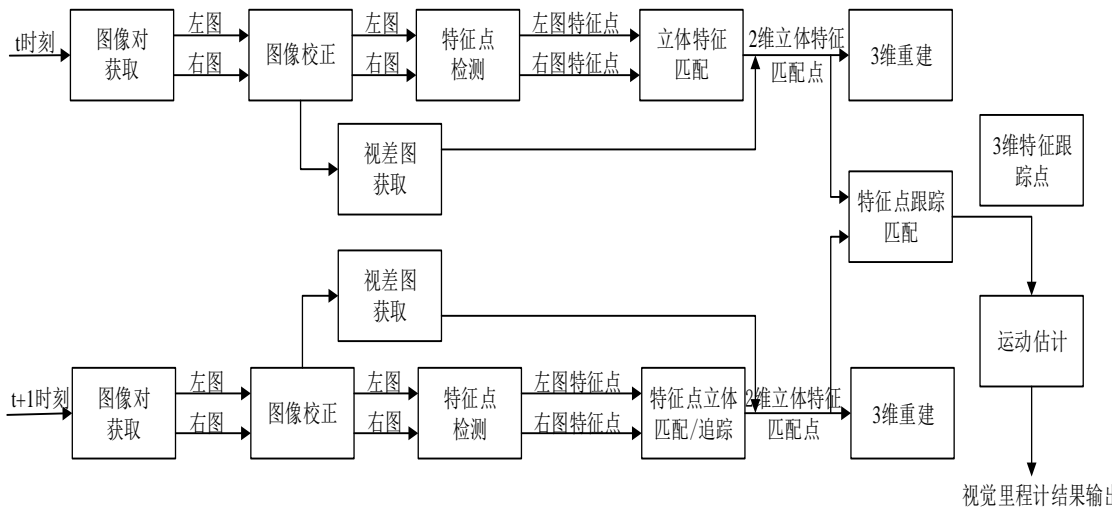 t时刻
图像对
获取
左图
右图
图像校正
左图
右图
特征点
检测
左图特征点
右图特征点
立体特征
匹配
2维立体特征
匹配点
3维重建
视差图
获取
3维特征跟
踪点
特征点跟踪
匹配
视差图
获取
运动估计
t+1时刻
图像对
获取
左图
右图
图像校正
左图
右图
特征点
检测
左图特征点
右图特征点
特征点立体
匹配/追踪
2维立体特征
匹配点
3维重建
视觉里程计结果输出